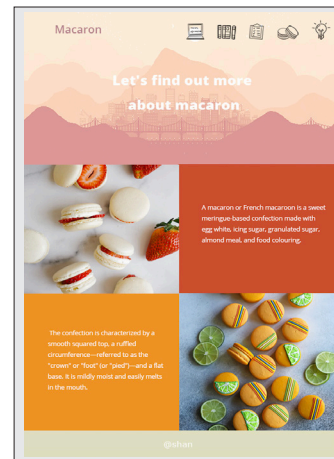 Macaron
Let's find out more
about macaron
A macaron or French macaroon is a sweet
meringue-based confection made with
egg white, icing sugar, granulated sugar,
almond meal, and food colouring.
The confection is characterized by a
smooth squared top, a ruffled
circumference—referred to as the
"crown" or "foot" (or "pied")—and a flat
base. It is mildly moist and easily melts
in the mouth.
@shan